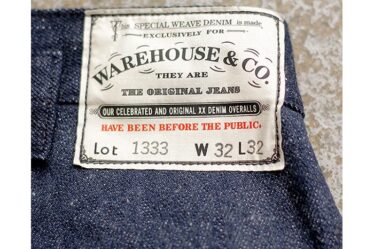 This SPECIAL WEAVE DENIM is made
EXCLUSIVELY FOR
WAREHOUSE & CO.
THEY ARE
THE ORIGINAL JEANS
OUR CELEBRATED AND ORIGINAL XX DENIM OVERALLS
HAVE BEEN BEFORE THE PUBLIC.
Lot 1333 W 32 L 32